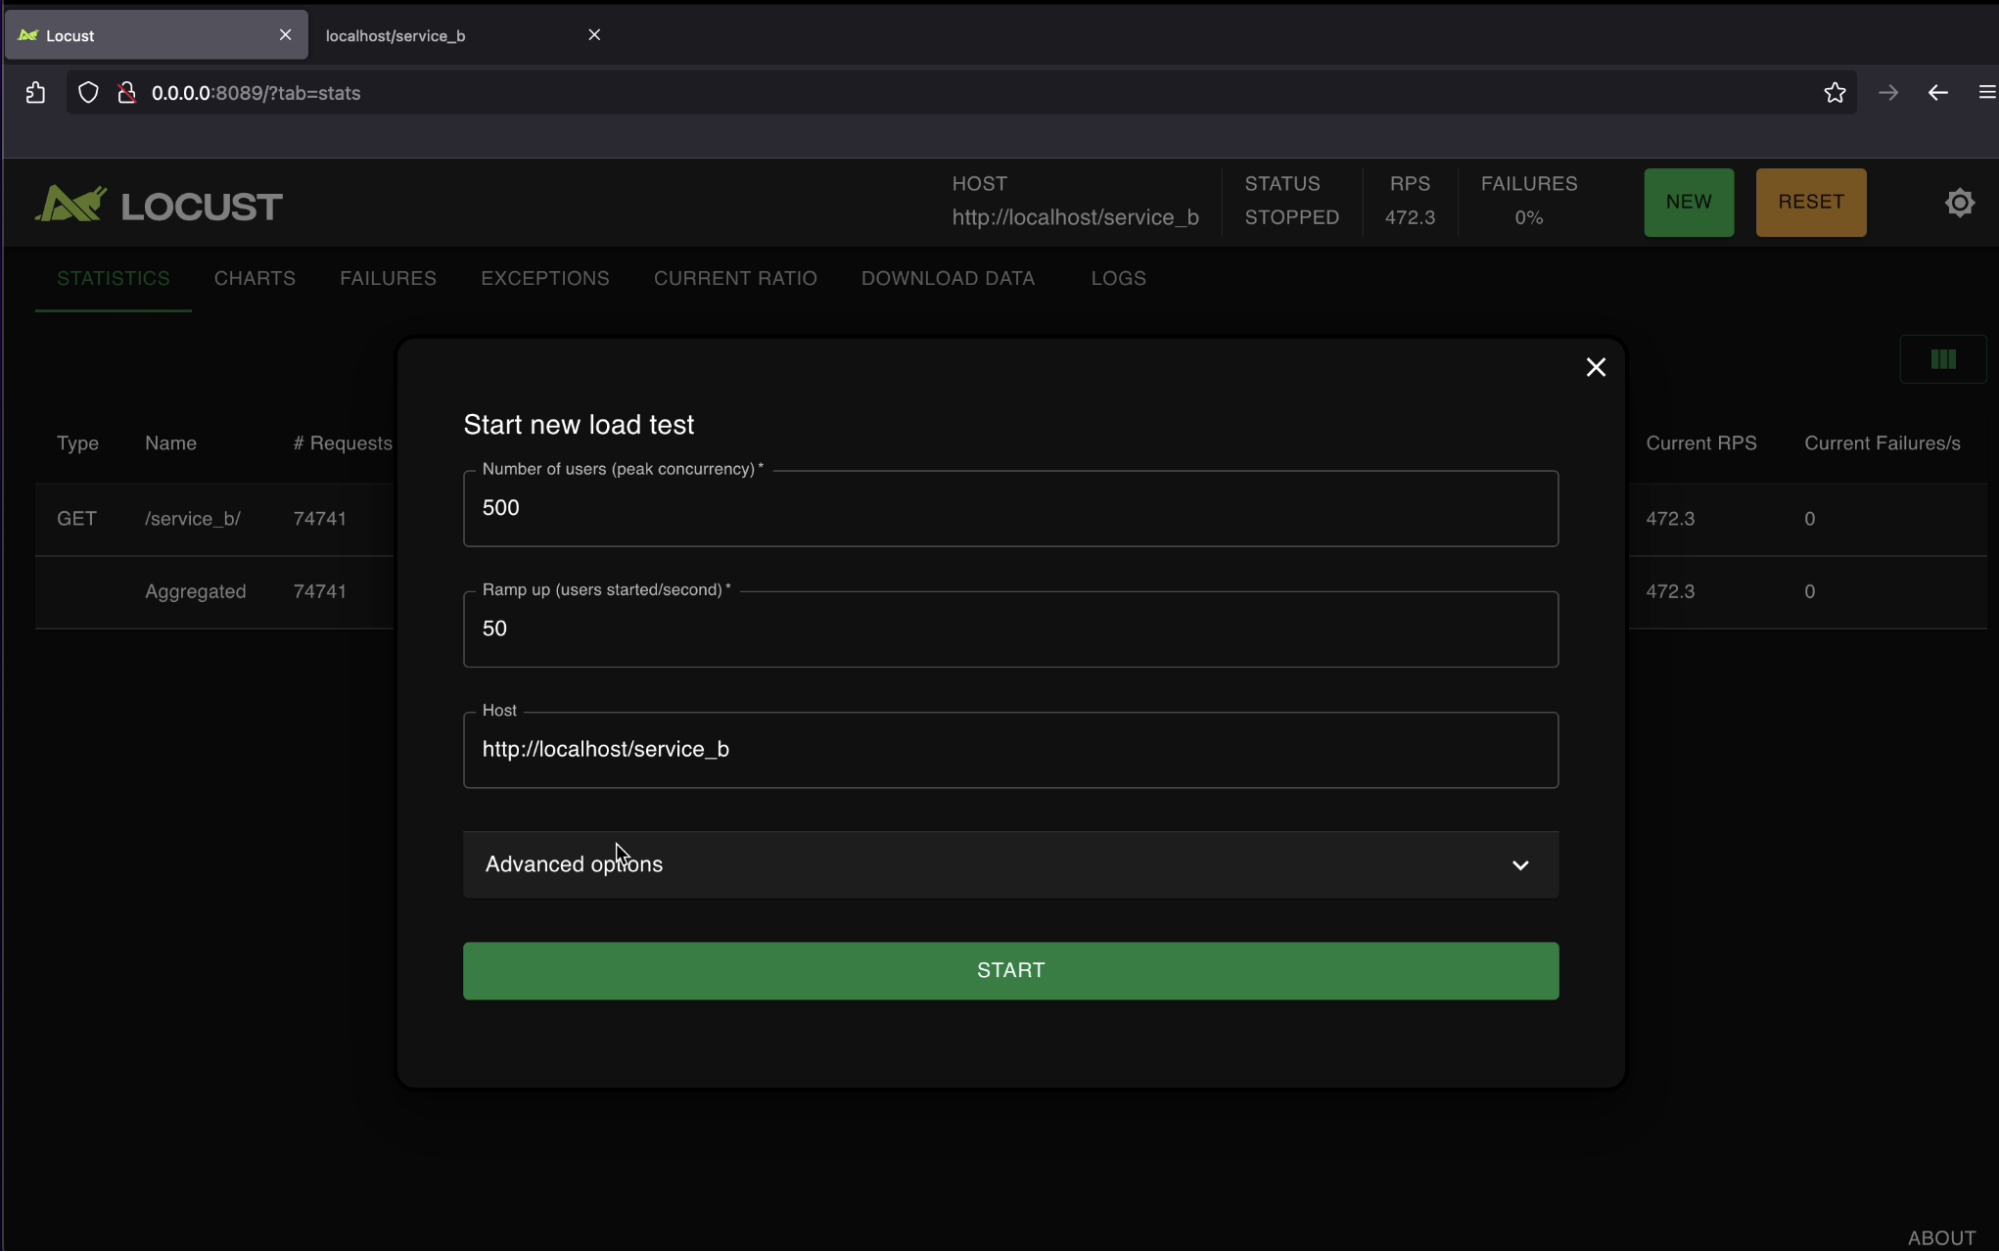 Locust
localhost/service_b
0.0.0.0:8089/?tab=stats
LOCUST
HOST
http://localhost/service_b
STATUS
STOPPED
RPS
472.3
FAILURES
0%
NEW
RESET
STATISTICS
CHARTS
FAILURES
EXCEPTIONS
CURRENT RATIO
DOWNLOAD DATA
LOGS
Type Name # Requests Current RPS Current Failures/s
GET /service_b/ 74741 472.3 0
Aggregated 74741 472.3 0
Start new load test
Number of users (peak concurrency) *
500
Ramp up (users started/second) *
50
Host
http://localhost/service_b
Advanced options
START
ABOUT